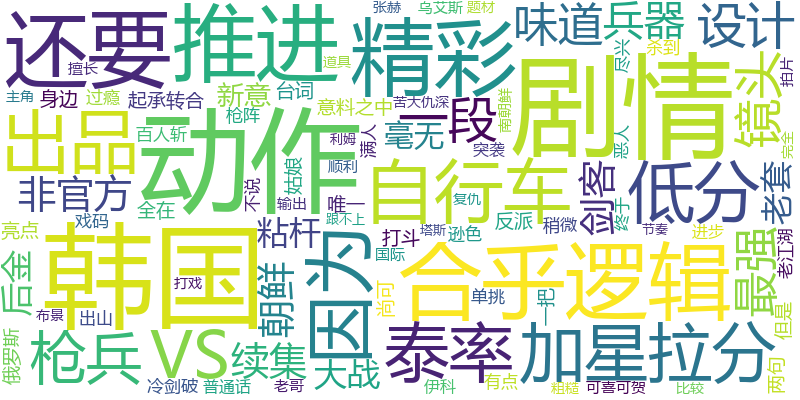 张赫 乌艾斯 题材
还要 推进 精彩 味道 兵器 设计
擅长 道具 尽兴 杀到 拍片
主角 身边 过瘾 新意 台词 剧情 镜头
起承转合 枪阵 意料之中 苦大仇深 一段
出品 动作 百人斩 满人 毫无 南朝鲜 恶人
利姆 突袭
非官方 姑娘 顺利 唯一 自行车 剑客 低分 老套
全在 不说 输出 复仇
亮点 戏码 粘杆 跟不上 打斗 塔斯 逊色 反派 稍微 终于 节奏 进步 完全
后金 韩国 朝鲜 因为 国际 合乎逻辑 最强 老江湖
打戏 尚可 单挑 一把 但是
俄罗斯 布景 出山
枪兵 VS 续集 大战 泰率 加星拉分 两句
冷剑破 普通话 老哥 伊科 有点 粗糙 可喜可贺 比较